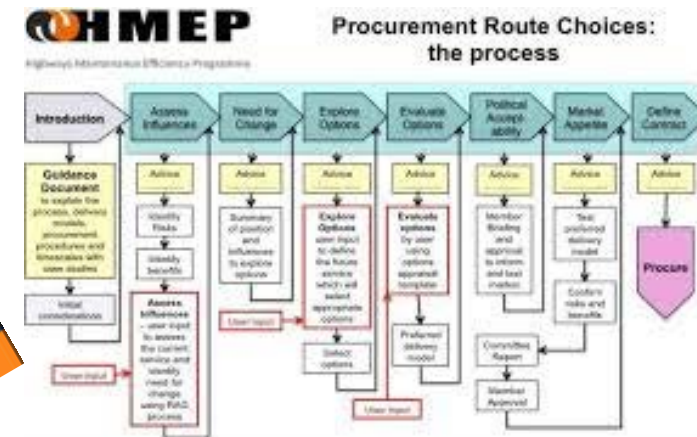 HMEP
Highways Maintenance Efficiency Programme
Procurement Route Choices:
the process
Introduction
Assess
Influences
Need for
Change
Explore
Options
Evaluate
Options
Political
Accept-
ability
Market
Appetite
Define
Contract
Guidance
Document
to explain the
process, delivery
models,
procurement
procedures and
timescales with
case studies
Initial
considerations
Advice
Identify
Risks
Identify
benefits
Assess
Influences
- user input
to assess
the current
service and
identify
need for
change
using RAG
process
User input
Advice
Summary
of position
and
influences
to explore
options
User input
Advice
Explore
Options
user input
to define
the future
service
which will
select
appropriate
options
Select
options
Advice
Evaluate
options
by user
using
options
appraisal
template
Preferred
delivery
model
User input
Advice
Member
Briefing
and
approval
to inform
and test
market
Committee
Report
Member
Approval
Advice
Test
preferred
delivery
model
Confirm
risks and
benefits
Advice
Procure